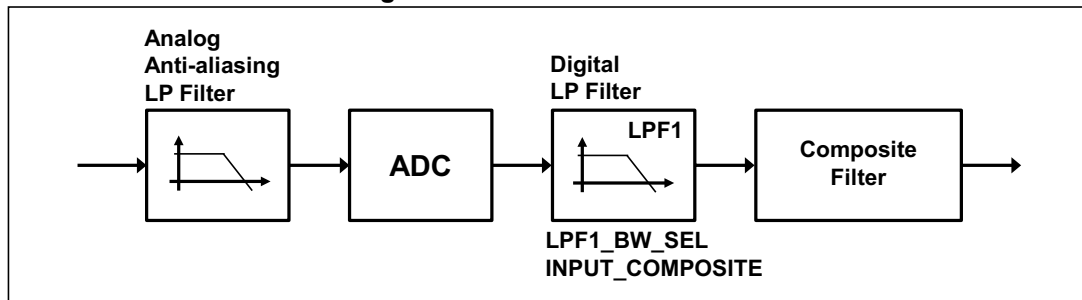 Analog
Anti-aliasing
LP Filter
ADC
Digital
LP Filter
LPF1
LPF1_BW_SEL
INPUT_COMPOSITE
Composite
Filter